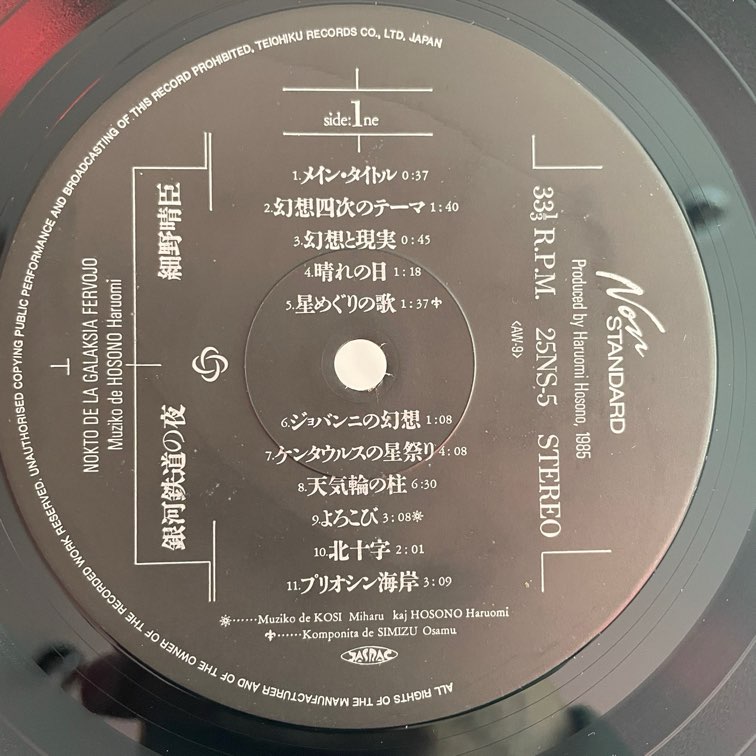 side:1ne
1.メイン・タイトル 0:37
2.幻想四次のテーマ 1:40
3.幻想と現実 0:45
4.晴れの日 1:18
5.星めぐりの歌 1:37⚜
6.ジョバンニの幻想 1:08
7.ケンタウルスの星祭り 4:08
8.天気輪の柱 6:30
9.よろこび 3:08☼
10.北十字 2:01
11.プリオシン海岸 3:09
☼……Muziko de KOSI Miharu kaj HOSONO Haruomi
⚜……Komponita de SIMIZU Osamu
JASRAC
細野晴臣
銀河鉄道の夜
NOKTO DE LA GALAKSIA FERVOJO
Muziko de HOSONO Haruomi
Non
STANDARD
Produced by Haruomi Hosono, 1985
<AW-9>
33⅓ R.P.M. 25NS-5 STEREO
ALL RIGHTS OF THE MANUFACTURER AND OF THE OWNER OF THE RECORDED WORK RESERVED. UNAUTHORISED COPYING PUBLIC PERFORMANCE AND BROADCASTING OF THIS RECORD PROHIBITED. TEIOHIKU RECORDS CO., LTD. JAPAN